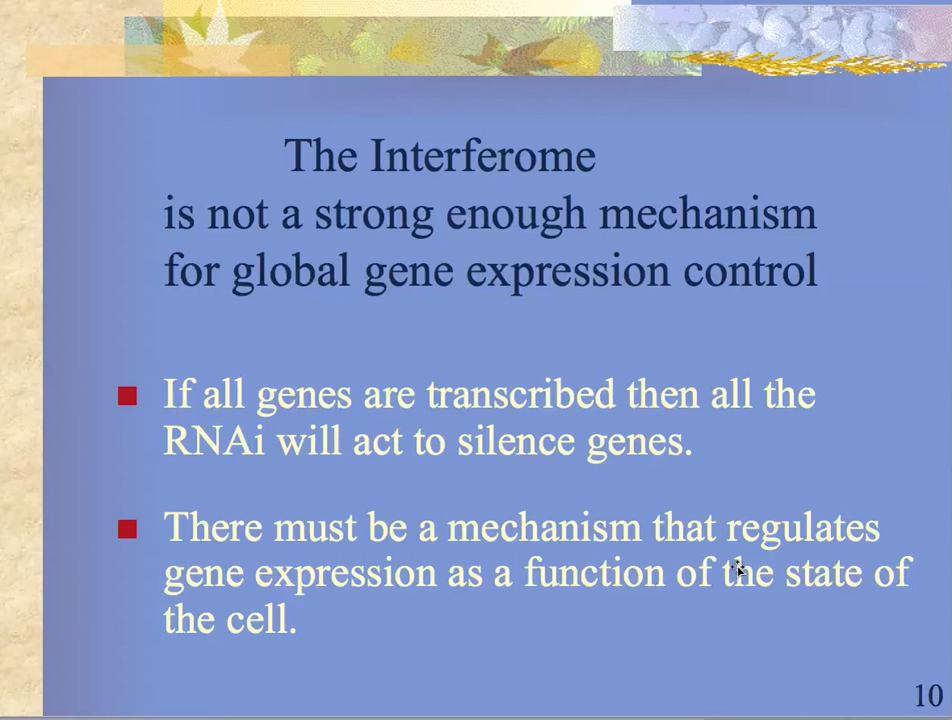 The Interferome
is not a strong enough mechanism
for global gene expression control
If all genes are transcribed then all the
RNAi will act to silence genes.
There must be a mechanism that regulates
gene expression as a function of the state of
the cell.
10